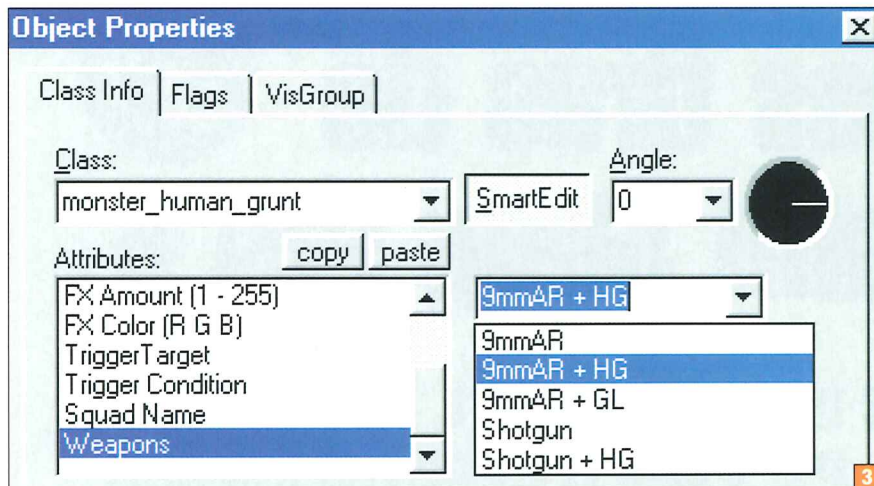 Object Properties
Class Info
Flags
VisGroup
Class:
Angle:
monster_human_grunt
SmartEdit
0
Attributes:
copy
paste
FX Amount (1 - 255)
FX Color (R G B)
TriggerTarget
Trigger Condition
Squad Name
Weapons
9mmAR + HG
9mmAR
9mmAR + HG
9mmAR + GL
Shotgun
Shotgun + HG
3